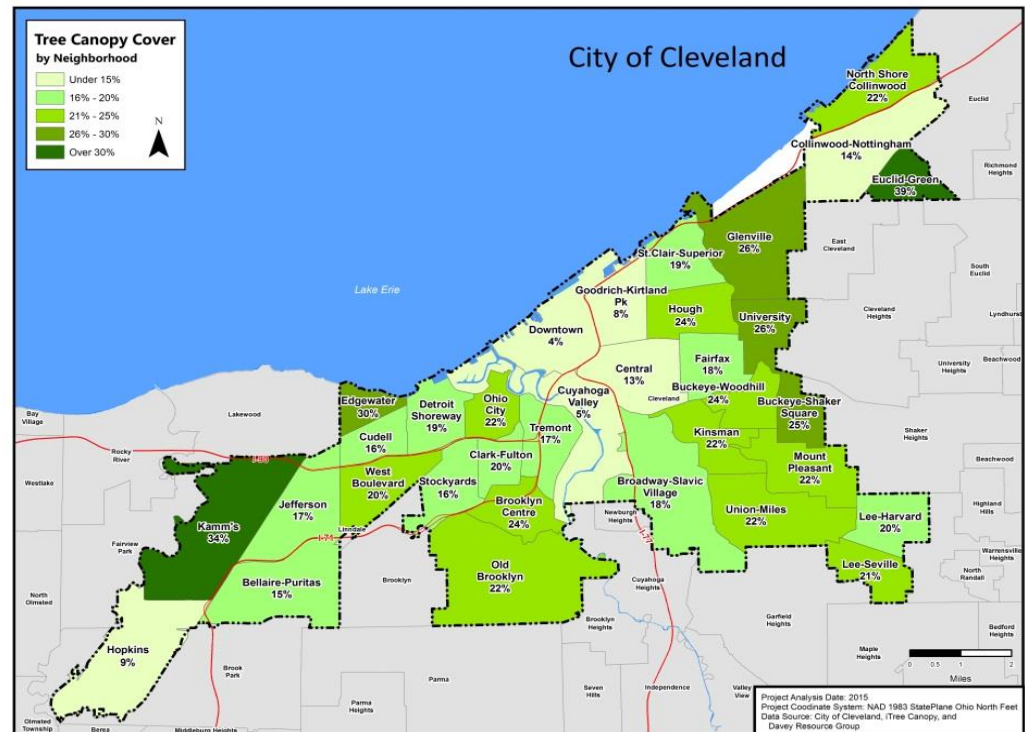 Tree Canopy Cover
by Neighborhood
Under 15%
16% - 20%
21% - 25%
26% - 30%
Over 30%
N
City of Cleveland
North Shore
Collinwood
22%
Euclid
Collinwood-Nottingham
14%
Richmond
Heights
Euclid-Green
39%
Glenville
26%
East
Cleveland
St.Clair-Superior
19%
South
Euclid
Lake Erie
Goodrich-Kirtland
Pk
8%
Cleveland
Heights
Lyndhurst
Hough
24%
University
26%
Downtown
4%
Fairfax
18%
University
Heights
Beachwood
Central
13%
Cleveland
Buckeye-Woodhill
24%
Cuyahoga
Valley
5%
Edgewater
30%
Detroit
Shoreway
19%
Ohio
City
22%
Buckeye-Shaker
Square
25%
Bay
Village
Lakewood
Cudell
16%
Tremont
17%
Kinsman
22%
Shaker
Heights
Rocky
River
I-90
Clark-Fulton
20%
Mount
Pleasant
22%
Beachwood
Westlake
West
Boulevard
20%
Stockyards
16%
Broadway-Slavic
Village
18%
Jefferson
17%
Brooklyn
Centre
24%
Union-Miles
22%
Highland
Hills
Kamm's
34%
Linndale
Newburgh
Heights
Lee-Harvard
20%
Fairview
Park
I-71
I-77
Warrensville
Heights
Old
Brooklyn
22%
Lee-Seville
21%
North
Randall
Bellaire-Puritas
15%
Brooklyn
Cuyahoga
Heights
North
Olmsted
Brooklyn
Heights
Garfield
Heights
Bedford
Heights
Hopkins
9%
Brook
Park
Parma
Maple
Heights
0 0.5 1 2
Miles
Seven
Hills
Independence
Valley
View
Parma
Heights
Olmsted
Township
Berea
Middleburg Heights
Project Analysis Date: 2015
Project Coodinate System: NAD 1983 StatePlane Ohio North Feet
Data Source: City of Cleveland, iTree Canopy, and
Davey Resource Group